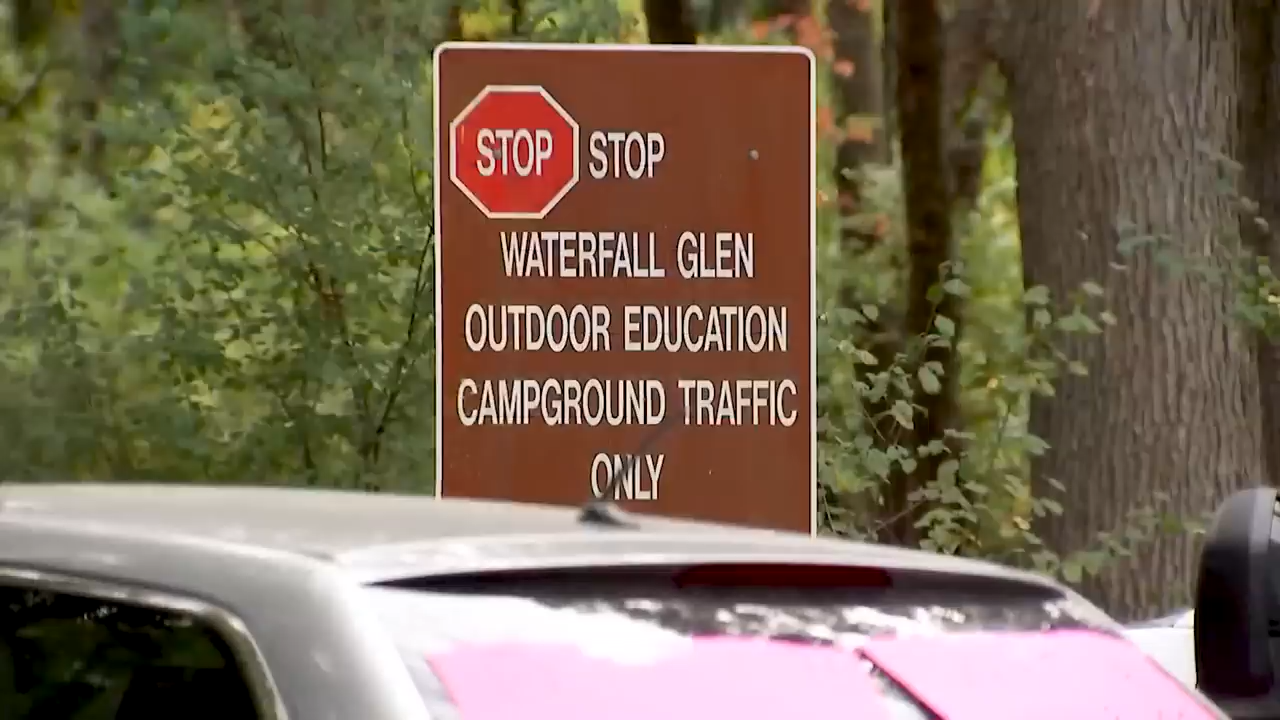 STOP STOP
WATERFALL GLEN
OUTDOOR EDUCATION
CAMPGROUND TRAFFIC
ONLY